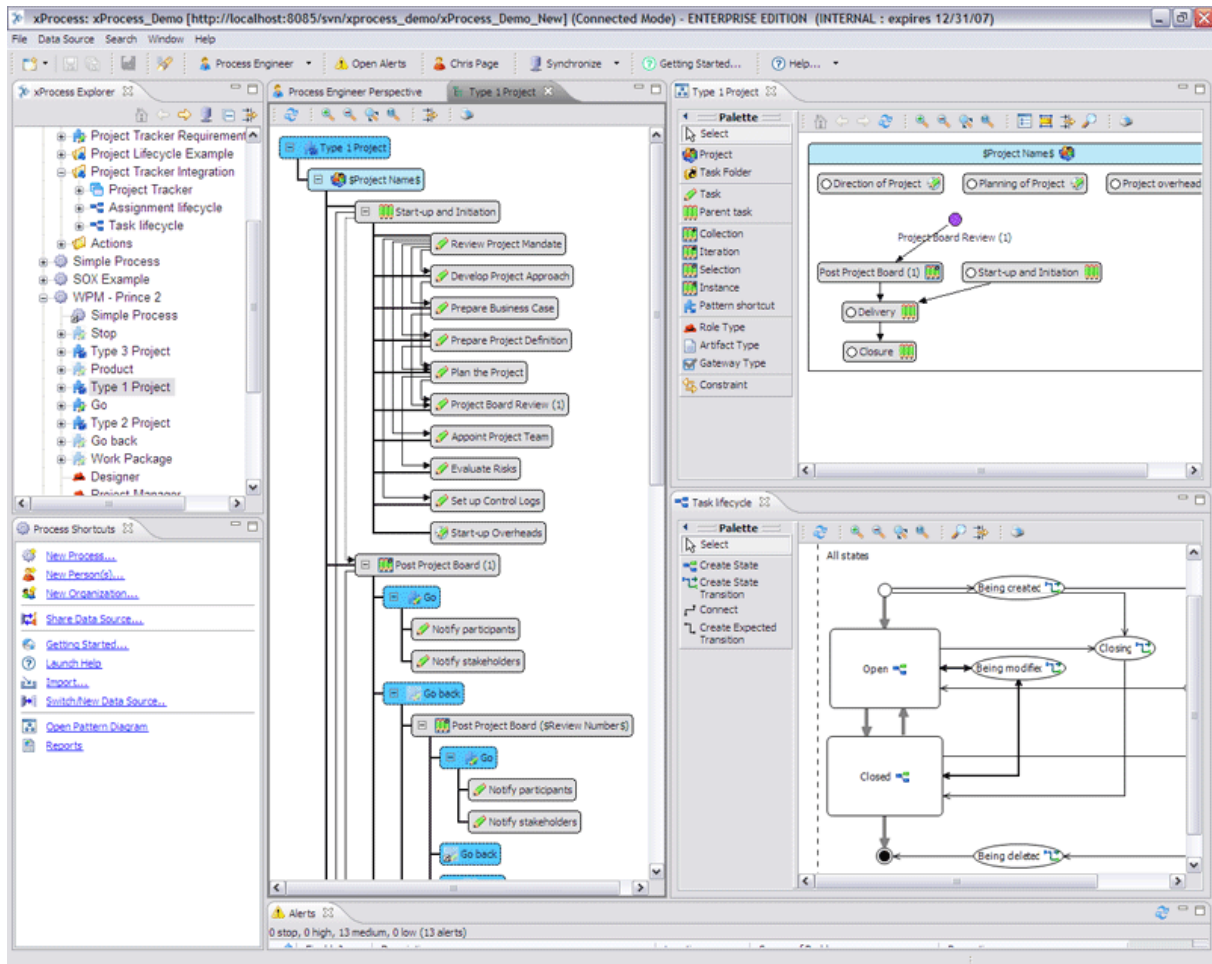 xProcess: xProcess_Demo [http://localhost:8085/svn/xprocess_demo/xProcess_Demo_New] (Connected Mode) - ENTERPRISE EDITION (INTERNAL : expires 12/31/07)
File Data Source Search Window Help
Process Engineer Open Alerts Chris Page Synchronize Getting Started... Help...
xProcess Explorer
Project Tracker Requirement
Project Lifecycle Example
Project Tracker Integration
Project Tracker
Assignment lifecycle
Task lifecycle
Actions
Simple Process
SOX Example
WPM - Prince 2
Simple Process
Stop
Type 3 Project
Product
Type 1 Project
Go
Type 2 Project
Go back
Work Package
Designer
Project Manager
Process Shortcuts
New Process...
New Person(s)...
New Organization...
Share Data Source...
Getting Started...
Launch Help
Import...
Switch/New Data Source...
Open Pattern Diagram
Reports
Process Engineer Perspective
Type 1 Project
Type 1 Project
$Project Name$
Start-up and Initiation
Review Project Mandate
Develop Project Approach
Prepare Business Case
Prepare Project Definition
Plan the Project
Project Board Review (1)
Appoint Project Team
Evaluate Risks
Set up Control Logs
Start-up Overheads
Post Project Board (1)
Go
Notify participants
Notify stakeholders
Go back
Post Project Board ($Review Number$)
Go
Notify participants
Notify stakeholders
Go back
Type 1 Project
Palette
Select
Project
Task Folder
Task
Parent task
Collection
Iteration
Selection
Instance
Pattern shortcut
Role Type
Artifact Type
Gateway Type
Constraint
$Project Name$
Direction of Project
Planning of Project
Project overhead
Project Board Review (1)
Post Project Board (1)
Start-up and Initiation
Delivery
Closure
Task lifecycle
Palette
Select
Create State
Create State
Transition
Connect
Create Expected
Transition
All states
Being created
Closing
Open
Being modified
Closed
Being deleted
Alerts
0 stop, 0 high, 13 medium, 0 low (13 alerts)